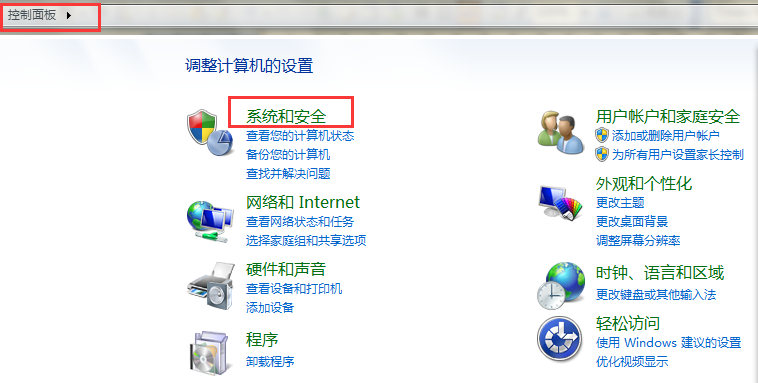 控制面板
调整计算机的设置
系统和安全
查看您的计算机状态
备份您的计算机
查找并解决问题
网络和 Internet
查看网络状态和任务
选择家庭组和共享选项
硬件和声音
查看设备和打印机
添加设备
程序
卸载程序
用户帐户和家庭安全
添加或删除用户帐户
为所有用户设置家长控制
外观和个性化
更改主题
更改桌面背景
调整屏幕分辨率
时钟、语言和区域
更改键盘或其他输入法
轻松访问
使用 Windows 建议的设置
优化视频显示